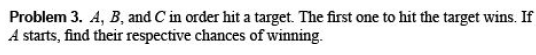 Problem 3. A, B, and C in order hit a target. The first one to hit the target wins. If
A starts, find their respective chances of winning.